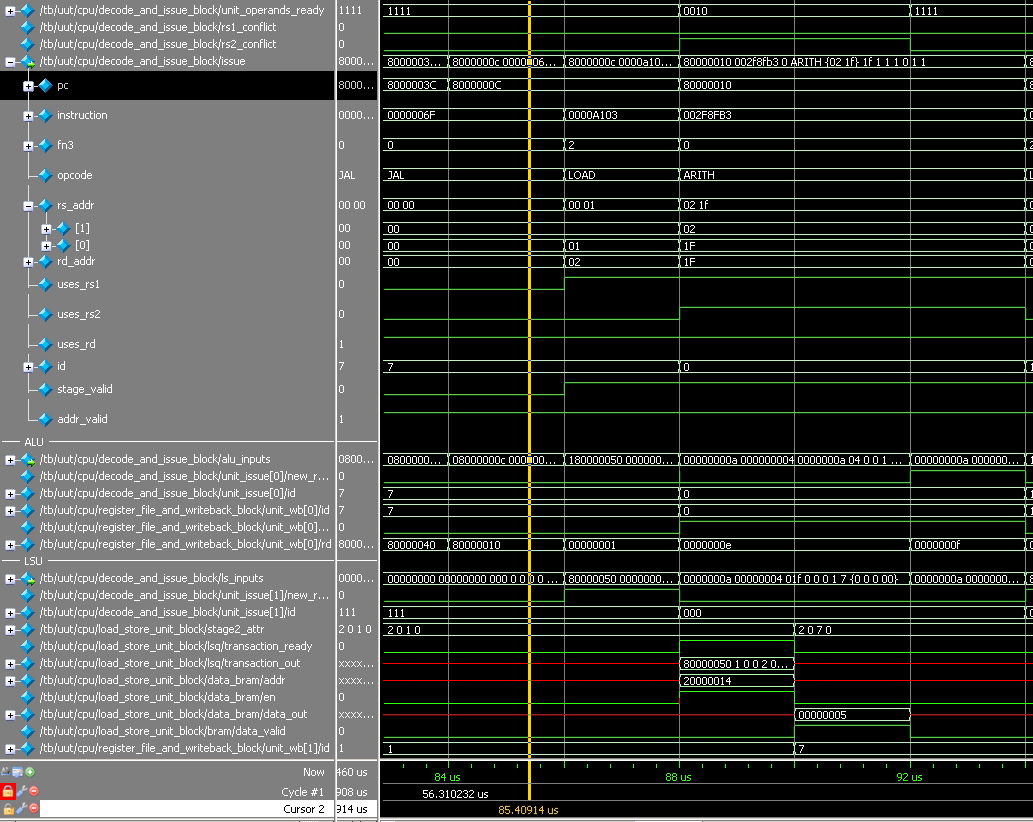 /tb/uut/cpu/decode_and_issue_block/unit_operands_ready 1111 1111 0010 1111
/tb/uut/cpu/decode_and_issue_block/rs1_conflict 0
/tb/uut/cpu/decode_and_issue_block/rs2_conflict 0
/tb/uut/cpu/decode_and_issue_block/issue 8000... 8000003... 8000000c 0000006... 8000000c 0000a10... 80000010 002f8fb3 0 ARITH {02 1f} 1f 1 1 1 0 1 1 8
pc 8000... 8000003C 8000000C 80000010 8
instruction 0000... 0000006F 0000A103 002F8FB3 0
fn3 0 0 2 0 2
opcode JAL JAL LOAD ARITH L
rs_addr 00 00 00 00 00 01 02 1f 0
[1] 00 00 02 0
[0] 00 00 01 1F 0
rd_addr 00 00 02 1F 0
uses_rs1 0
uses_rs2 0
uses_rd 1
id 7 7 0 1
stage_valid 0
addr_valid 1
ALU
/tb/uut/cpu/decode_and_issue_block/alu_inputs 0800... 0800000... 08000000c 000000... 180000050 000000... 00000000a 000000004 0000000a 04 0 0 1 ... 00000000a 000000... 1
/tb/uut/cpu/decode_and_issue_block/unit_issue[0]/new_r... 0
/tb/uut/cpu/decode_and_issue_block/unit_issue[0]/id 7 7 0 1
/tb/uut/cpu/register_file_and_writeback_block/unit_wb[0]/id 7 7 0 1
/tb/uut/cpu/register_file_and_writeback_block/unit_wb[0]... 0
/tb/uut/cpu/register_file_and_writeback_block/unit_wb[0]/rd 8000... 80000040 80000010 00000001 0000000e 0000000f
LSU
/tb/uut/cpu/decode_and_issue_block/ls_inputs 0000... 00000000 00000000 000 0 0 0 0 ... 80000050 0000000... 0000000a 00000004 01f 0 0 0 1 7 {0 0 0 00} 0000000a 0000000... 8
/tb/uut/cpu/decode_and_issue_block/unit_issue[1]/new_r... 0
/tb/uut/cpu/decode_and_issue_block/unit_issue[1]/id 111 111 000 0
/tb/uut/cpu/load_store_unit_block/stage2_attr 2 0 1 0 2 0 1 0 2 0 7 0
/tb/uut/cpu/load_store_unit_block/lsq/transaction_ready 0
/tb/uut/cpu/load_store_unit_block/lsq/transaction_out xxxx... 80000050 1 0 0 2 0...
/tb/uut/cpu/load_store_unit_block/data_bram/addr xxxx... 20000014
/tb/uut/cpu/load_store_unit_block/data_bram/en 0
/tb/uut/cpu/load_store_unit_block/data_bram/data_out xxxx... 00000005
/tb/uut/cpu/load_store_unit_block/bram/data_valid 0
/tb/uut/cpu/register_file_and_writeback_block/unit_wb[1]/id 1 1 7
Now 460 us 84 us 88 us 92 us
Cycle #1 908 us 56.310232 us
Cursor 2 914 us 85.40914 us